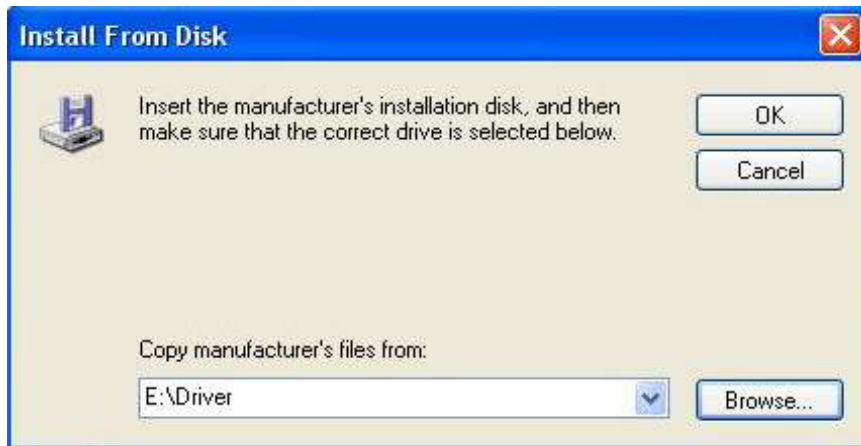 Install From Disk
Insert the manufacturer's installation disk, and then
make sure that the correct drive is selected below.
OK
Cancel
Copy manufacturer's files from:
E:\Driver
Browse...